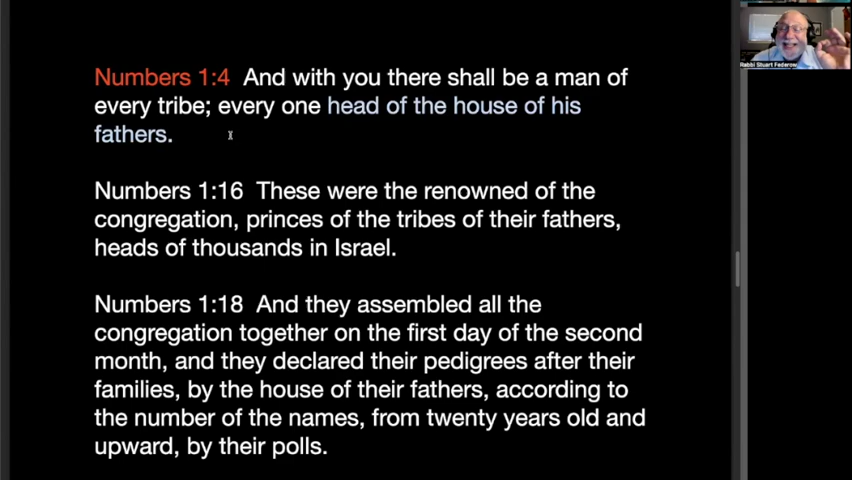 Numbers 1:4  And with you there shall be a man of
every tribe; every one head of the house of his
fathers.
Numbers 1:16  These were the renowned of the
congregation, princes of the tribes of their fathers,
heads of thousands in Israel.
Numbers 1:18  And they assembled all the
congregation together on the first day of the second
month, and they declared their pedigrees after their
families, by the house of their fathers, according to
the number of the names, from twenty years old and
upward, by their polls.
Rabbi Stuart Federow